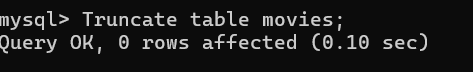 mysql> Truncate table movies;
Query OK, 0 rows affected (0.10 sec)